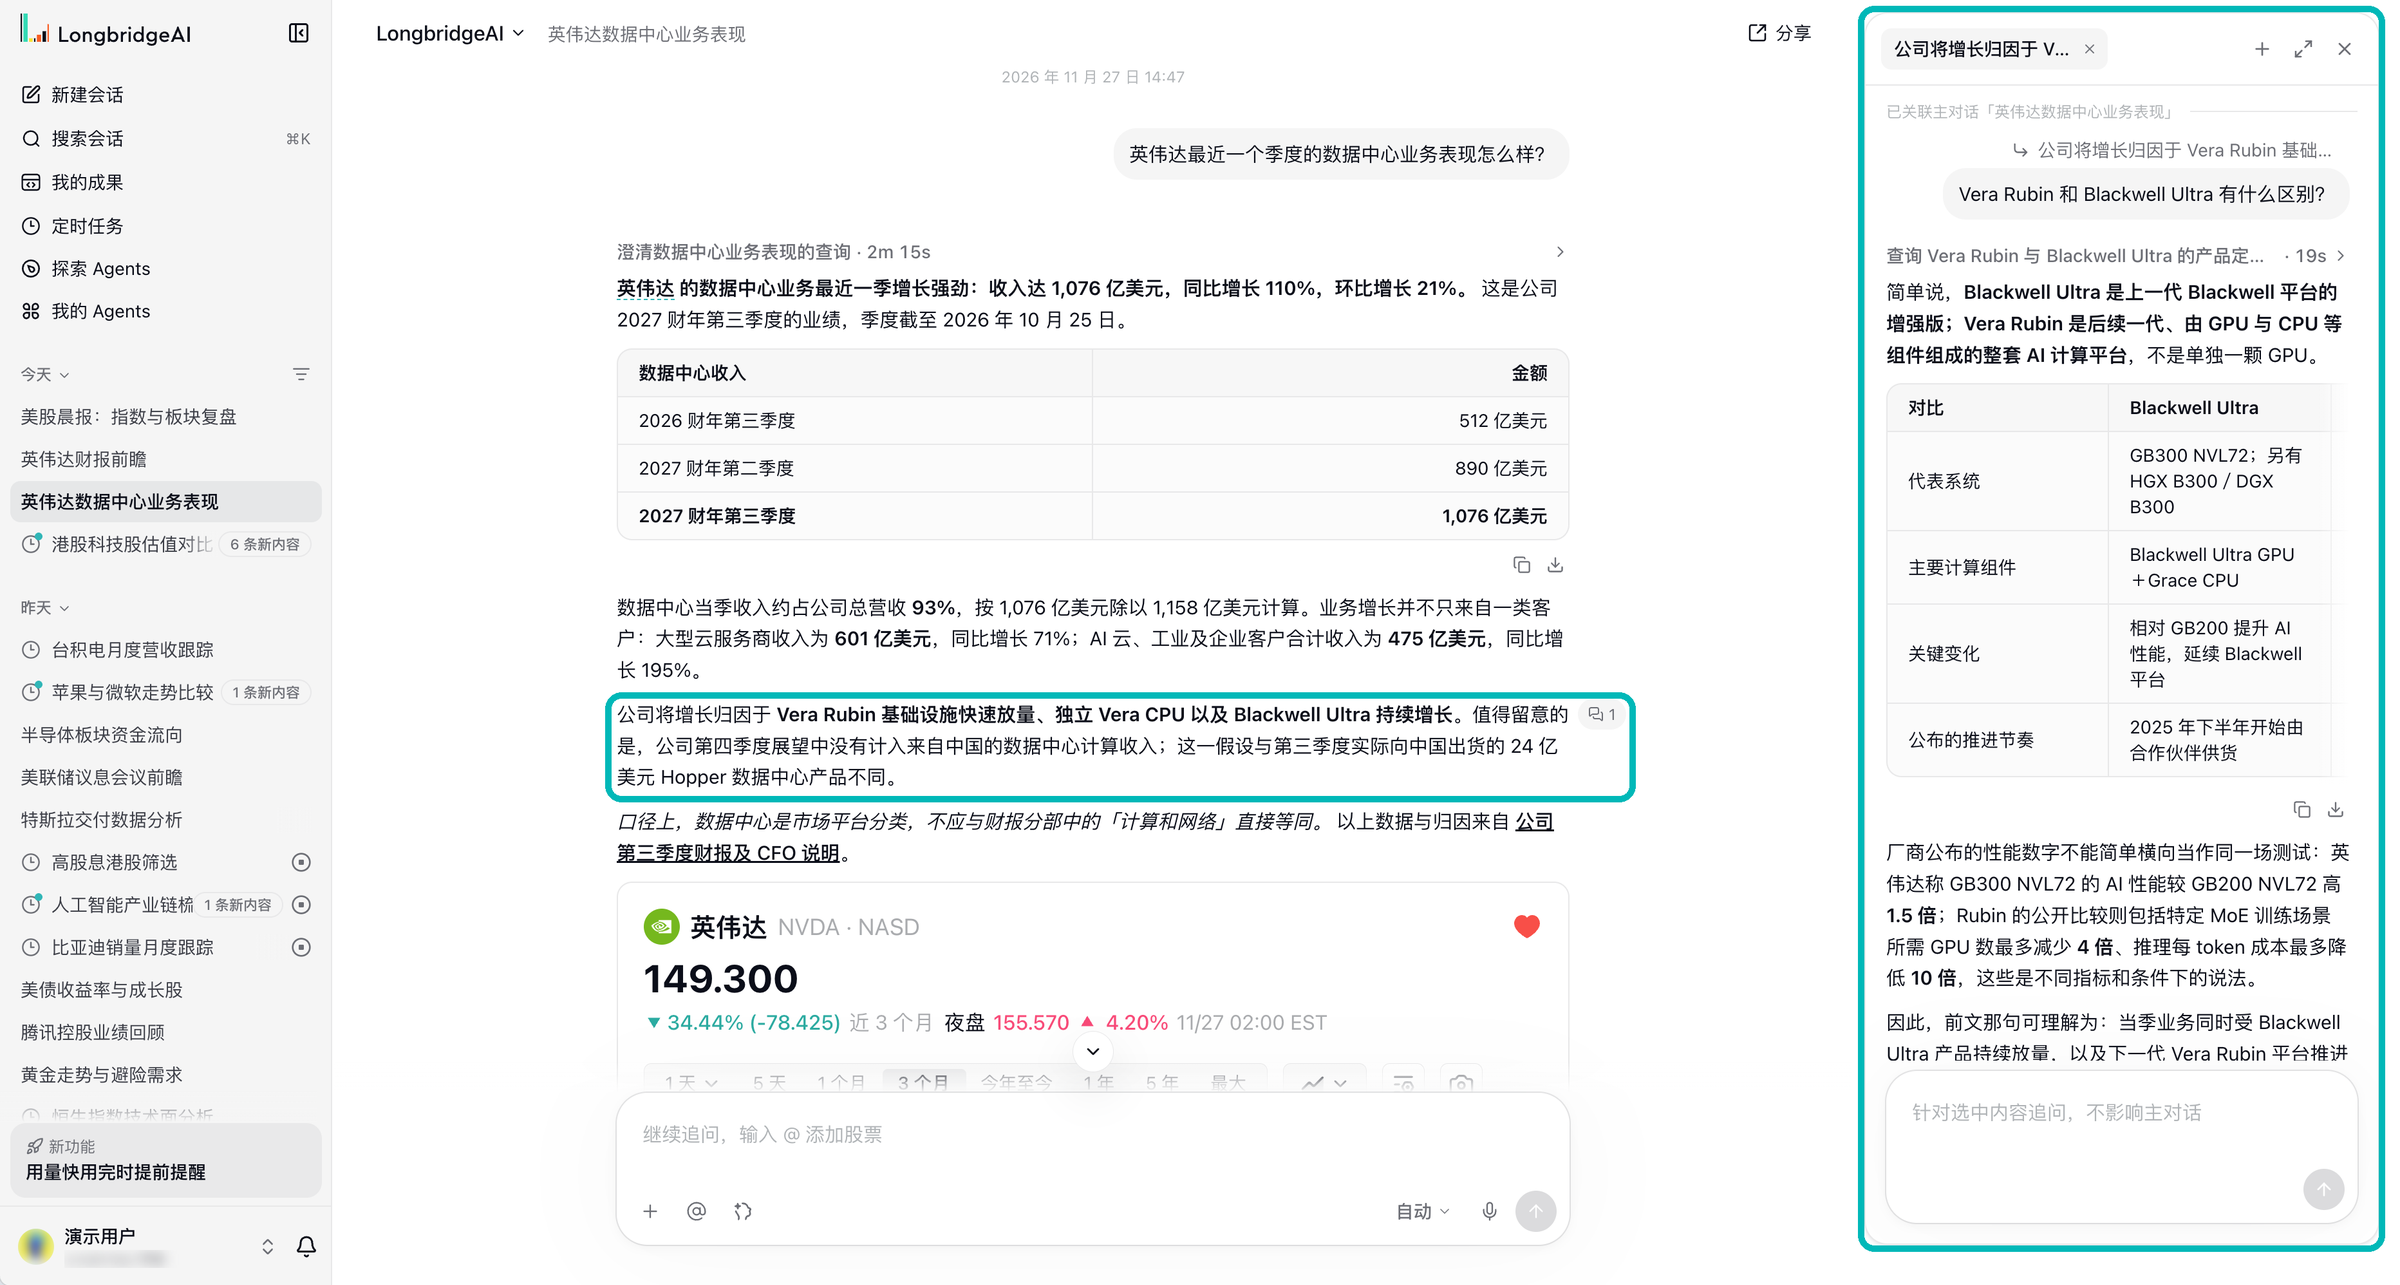 LongbridgeAI
新建会话
搜索会话 ⌘K
我的成果
定时任务
探索 Agents
我的 Agents
今天
美股晨报：指数与板块复盘
英伟达财报前瞻
英伟达数据中心业务表现
港股科技股估值对比 6 条新内容
昨天
台积电月度营收跟踪
苹果与微软走势比较 1 条新内容
半导体板块资金流向
美联储议息会议前瞻
特斯拉交付数据分析
高股息港股筛选
人工智能产业链梳 1 条新内容
比亚迪销量月度跟踪
美债收益率与成长股
腾讯控股业绩回顾
黄金走势与避险需求
恒生指数技术面分析
新功能
用量快用完时提前提醒
演示用户
LongbridgeAI 英伟达数据中心业务表现
分享
2026 年 11 月 27 日 14:47
英伟达最近一个季度的数据中心业务表现怎么样？
澄清数据中心业务表现的查询 · 2m 15s
英伟达 的数据中心业务最近一季增长强劲：收入达 1,076 亿美元，同比增长 110%，环比增长 21%。这是公司
2027 财年第三季度的业绩，季度截至 2026 年 10 月 25 日。
数据中心收入 金额
2026 财年第三季度 512 亿美元
2027 财年第二季度 890 亿美元
2027 财年第三季度 1,076 亿美元
数据中心当季收入约占公司总营收 93%，按 1,076 亿美元除以 1,158 亿美元计算。业务增长并不只来自一类客
户：大型云服务商收入为 601 亿美元，同比增长 71%；AI 云、工业及企业客户合计收入为 475 亿美元，同比增
长 195%。
公司将增长归因于 Vera Rubin 基础设施快速放量、独立 Vera CPU 以及 Blackwell Ultra 持续增长。值得留意的
是，公司第四季度展望中没有计入来自中国的数据中心计算收入；这一假设与第三季度实际向中国出货的 24 亿
美元 Hopper 数据中心产品不同。
1
口径上，数据中心是市场平台分类，不应与财报分部中的「计算和网络」直接等同。以上数据与归因来自 公司
第三季度财报及 CFO 说明。
英伟达 NVDA · NASD
149.300
▼ 34.44% (-78.425) 近 3 个月 夜盘 155.570 ▲ 4.20% 11/27 02:00 EST
1 天 5 天 1 个月 3 个月 今年至今 1 年 5 年 最大
继续追问，输入 @ 添加股票
自动
公司将增长归因于 V...
已关联主对话「英伟达数据中心业务表现」
公司将增长归因于 Vera Rubin 基础...
Vera Rubin 和 Blackwell Ultra 有什么区别？
查询 Vera Rubin 与 Blackwell Ultra 的产品定... · 19s
简单说，Blackwell Ultra 是上一代 Blackwell 平台的
增强版；Vera Rubin 是后续一代、由 GPU 与 CPU 等
组件组成的整套 AI 计算平台，不是单独一颗 GPU。
对比 Blackwell Ultra
代表系统 GB300 NVL72；另有
HGX B300 / DGX
B300
主要计算组件 Blackwell Ultra GPU
＋Grace CPU
关键变化 相对 GB200 提升 AI
性能，延续 Blackwell
平台
公布的推进节奏 2025 年下半年开始由
合作伙伴供货
厂商公布的性能数字不能简单横向当作同一场测试：英
伟达称 GB300 NVL72 的 AI 性能较 GB200 NVL72 高
1.5 倍；Rubin 的公开比较则包括特定 MoE 训练场景
所需 GPU 数最多减少 4 倍、推理每 token 成本最多降
低 10 倍，这些是不同指标和条件下的说法。
因此，前文那句可理解为：当季业务同时受 Blackwell
Ultra 产品持续放量，以及下一代 Vera Rubin 平台推进
针对选中内容追问，不影响主对话